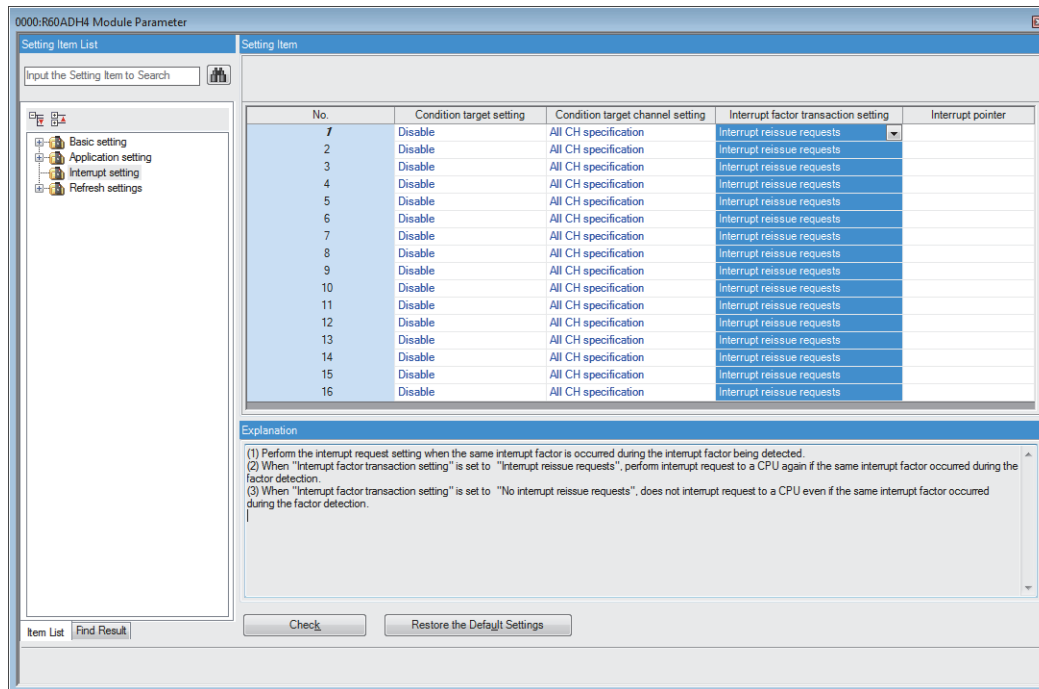 0000:R60ADH4 Module Parameter
Setting Item List
Setting Item
Input the Setting Item to Search
Basic setting
Application setting
Interrupt setting
Refresh settings
No. Condition target setting Condition target channel setting Interrupt factor transaction setting Interrupt pointer
1 Disable All CH specification Interrupt reissue requests
2 Disable All CH specification Interrupt reissue requests
3 Disable All CH specification Interrupt reissue requests
4 Disable All CH specification Interrupt reissue requests
5 Disable All CH specification Interrupt reissue requests
6 Disable All CH specification Interrupt reissue requests
7 Disable All CH specification Interrupt reissue requests
8 Disable All CH specification Interrupt reissue requests
9 Disable All CH specification Interrupt reissue requests
10 Disable All CH specification Interrupt reissue requests
11 Disable All CH specification Interrupt reissue requests
12 Disable All CH specification Interrupt reissue requests
13 Disable All CH specification Interrupt reissue requests
14 Disable All CH specification Interrupt reissue requests
15 Disable All CH specification Interrupt reissue requests
16 Disable All CH specification Interrupt reissue requests
Explanation
(1) Perform the interrupt request setting when the same interrupt factor is occurred during the interrupt factor being detected.
(2) When "Interrupt factor transaction setting" is set to "Interrupt reissue requests", perform interrupt request to a CPU again if the same interrupt factor occurred during the
factor detection.
(3) When "Interrupt factor transaction setting" is set to "No interrupt reissue requests", does not interrupt request to a CPU even if the same interrupt factor occurred
during the factor detection.
Item List Find Result
Check Restore the Default Settings